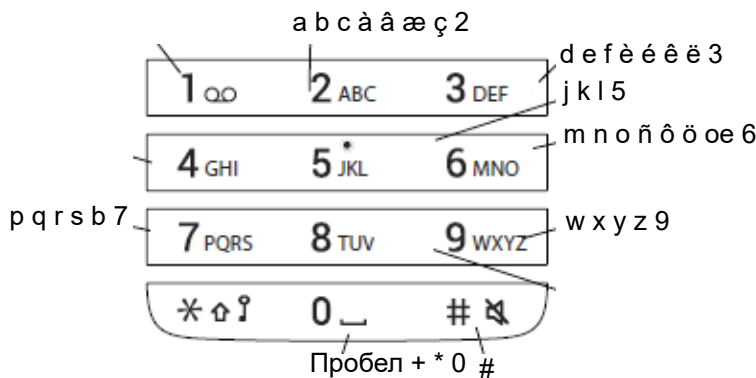 a b c à â æ ç 2
d e f è é ê ë 3
1 2 ABC 3 DEF
j k l 5
m n o ñ ô ö oe 6
4 GHI 5 JKL 6 MNO
p q r s b 7
w x y z 9
7 PQRS 8 TUV 9 WXYZ
* 0 #
Пробел + * 0
#